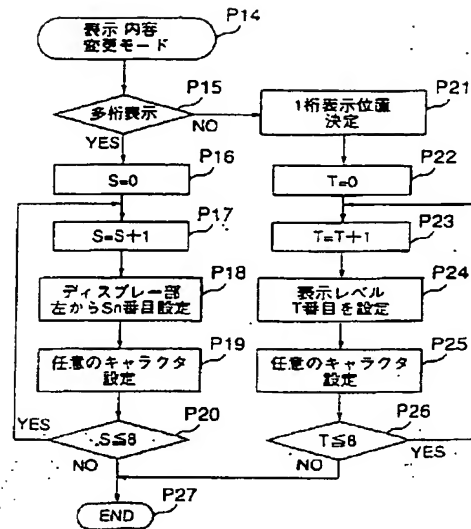 P14
表示 内容
変更モード
P15
多桁表示
NO
YES
P16
S=0
P17
S=S+1
P18
ディスプレー部
左からSn番目設定
P19
任意のキャラクタ
設定
P20
YES
S≦8
NO
P27
END
P21
1桁表示位置
決定
P22
T=0
P23
T=T+1
P24
表示レベル
T番目を設定
P25
任意のキャラクタ
設定
P26
T≦8
NO
YES